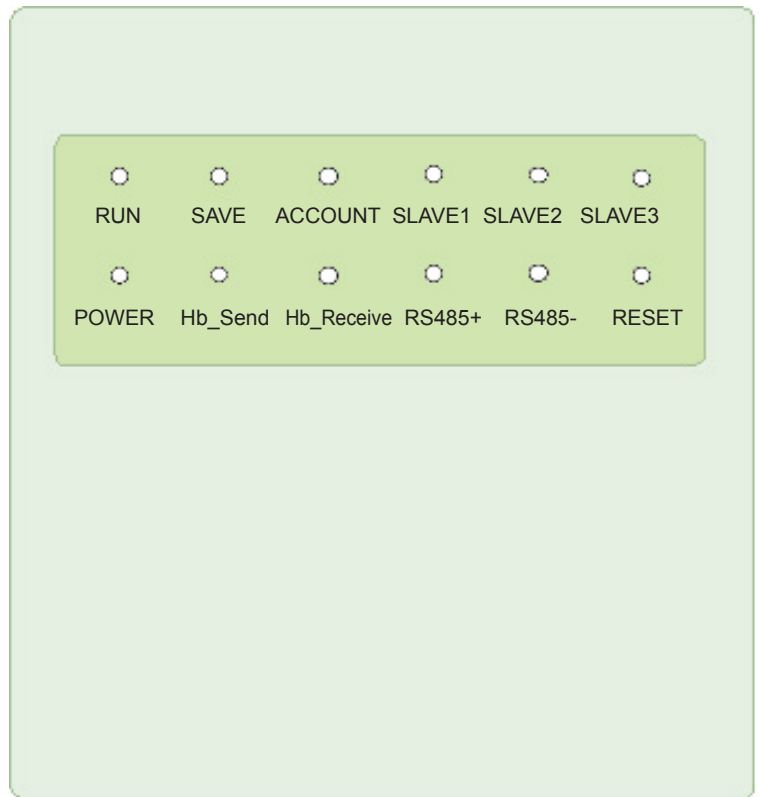 RUN SAVE ACCOUNT SLAVE1 SLAVE2 SLAVE3
POWER Hb_Send Hb_Receive RS485+ RS485- RESET